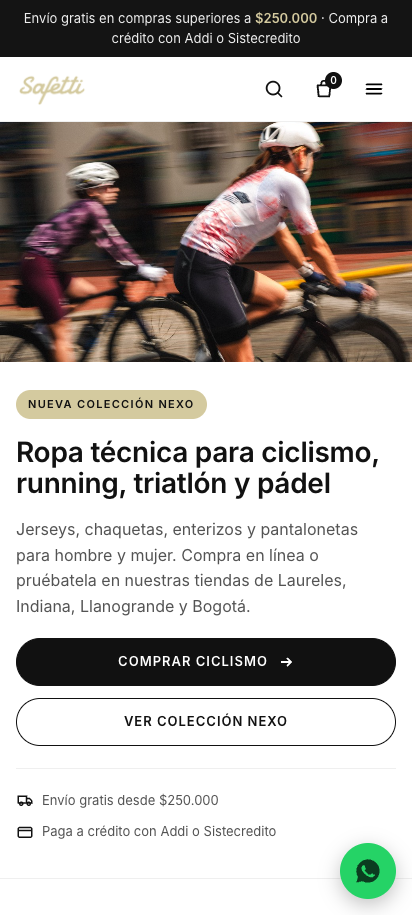 Envío gratis en compras superiores a $250.000 · Compra a
crédito con Addi o Sistecredito
Safetti
0
NUEVA COLECCIÓN NEXO
Ropa técnica para ciclismo,
running, triatlón y pádel
Jerseys, chaquetas, enterizos y pantalonetas
para hombre y mujer. Compra en línea o
pruébatela en nuestras tiendas de Laureles,
Indiana, Llanogrande y Bogotá.
COMPRAR CICLISMO →
VER COLECCIÓN NEXO
Envío gratis desde $250.000
Paga a crédito con Addi o Sistecredito